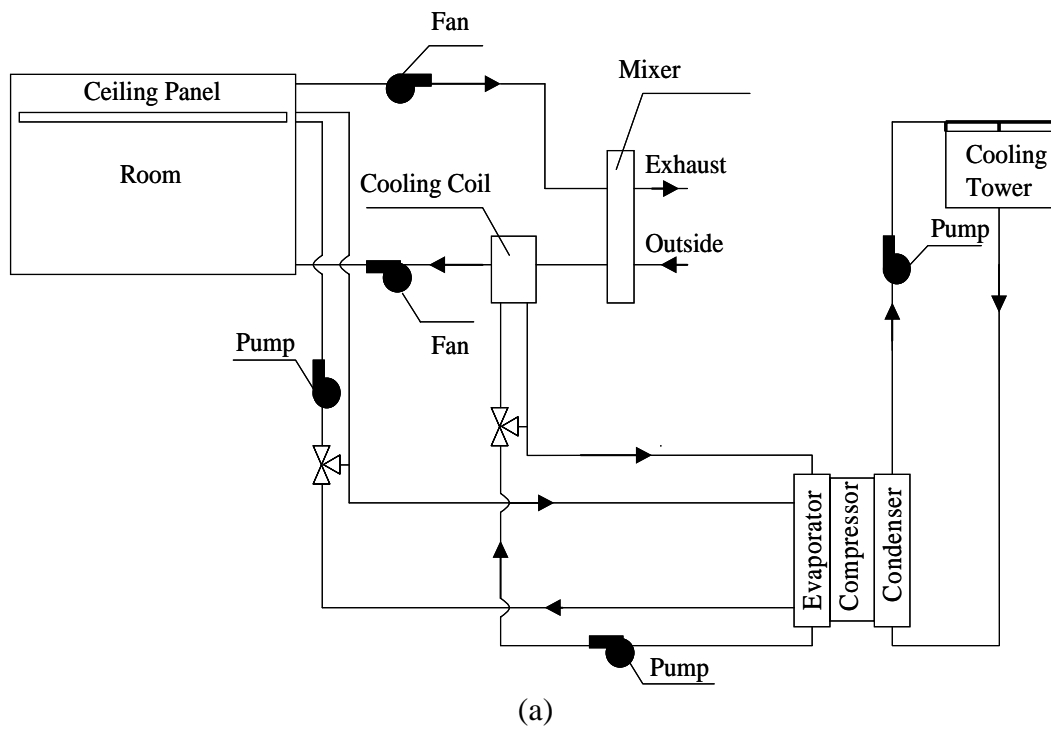 Fan
Mixer
Ceiling Panel
Room
Cooling Coil
Exhaust
Outside
Cooling
Tower
Pump
Fan
Pump
Evaporator
Compressor
Condenser
Pump
(a)